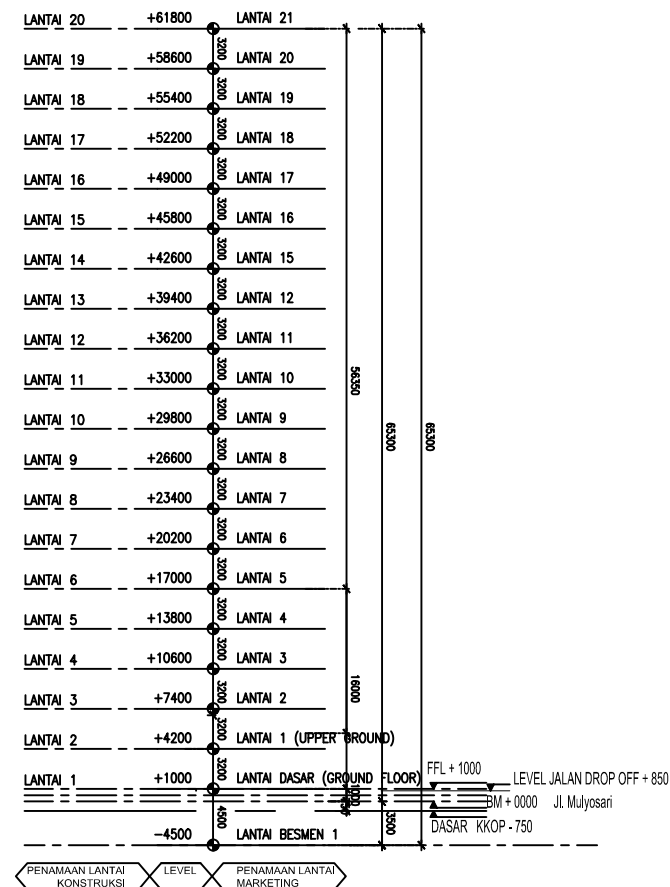 LANTAI 20 +61800 LANTAI 21
3200
LANTAI 19 +58600 LANTAI 20
3200
LANTAI 18 +55400 LANTAI 19
3200
LANTAI 17 +52200 LANTAI 18
3200
LANTAI 16 +49000 LANTAI 17
3200
LANTAI 15 +45800 LANTAI 16
3200
LANTAI 14 +42600 LANTAI 15
3200
LANTAI 13 +39400 LANTAI 12
3200
LANTAI 12 +36200 LANTAI 11
3200
56350
LANTAI 11 +33000 LANTAI 10
3200
65300
65300
LANTAI 10 +29800 LANTAI 9
3200
LANTAI 9 +26600 LANTAI 8
3200
LANTAI 8 +23400 LANTAI 7
3200
LANTAI 7 +20200 LANTAI 6
3200
LANTAI 6 +17000 LANTAI 5
3200
LANTAI 5 +13800 LANTAI 4
3200
LANTAI 4 +10600 LANTAI 3
3200
16000
LANTAI 3 +7400 LANTAI 2
3200
LANTAI 2 +4200 LANTAI 1 (UPPER GROUND)
3200
FFL + 1000
LANTAI 1 +1000 LANTAI DASAR (GROUND FLOOR)
LEVEL JALAN DROP OFF + 850
1000
BM + 0000 Jl. Mulyosari
4500
3500
DASAR KKOP - 750
-4500 LANTAI BESMEN 1
PENAMAAN LANTAI KONSTRUKSI
LEVEL
PENAMAAN LANTAI MARKETING